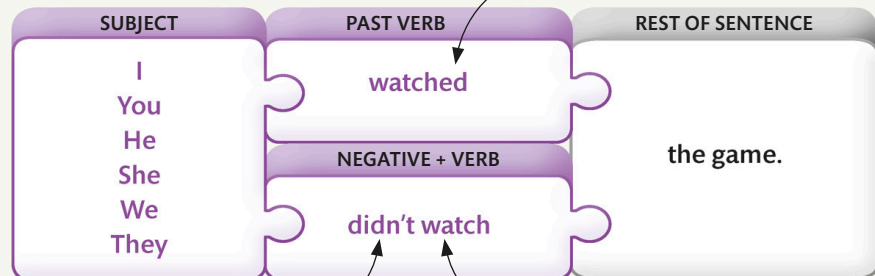 SUBJECT
I
You
He
She
We
They
PAST VERB
watched
NEGATIVE + VERB
didn't watch
REST OF SENTENCE
the game.